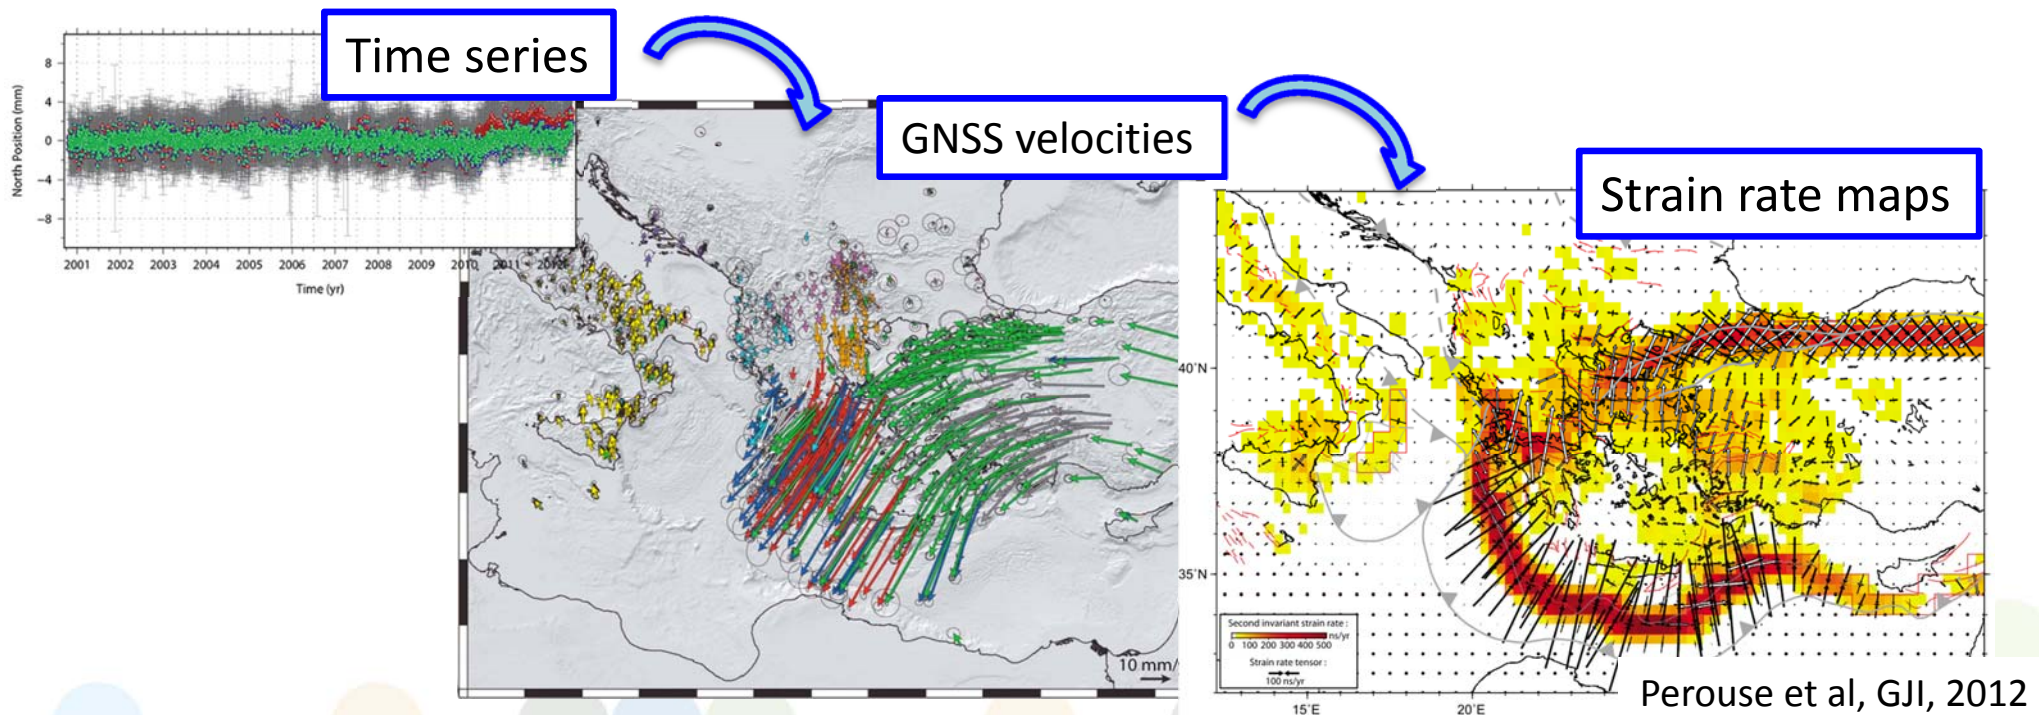 Time series
GNSS velocities
Strain rate maps
North Position (mm)
8
4
0
−4
−8
2001 2002 2003 2004 2005 2006 2007 2008 2009 2010 2011
Time (yr)
10 mm/
40˚N
35˚N
15˚E
20˚E
Second invariant strain rate :
ns/yr
0 100 200 300 400 500
Strain rate tensor :
100 ns/yr
Perouse et al, GJI, 2012